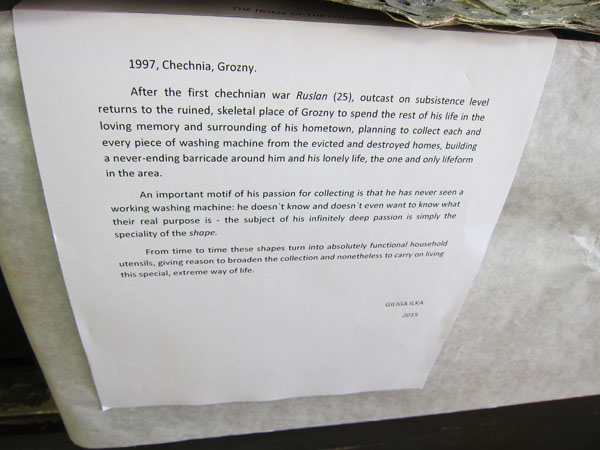 THE HOME OF THE COLLECTOR
1997, Chechnia, Grozny.
After the first chechnian war Ruslan (25), outcast on subsistence level
returns to the ruined, skeletal place of Grozny to spend the rest of his life in the
loving memory and surrounding of his hometown, planning to collect each and
every piece of washing machine from the evicted and destroyed homes, building
a never-ending barricade around him and his lonely life, the one and only lifeform
in the area.
An important motif of his passion for collecting is that he has never seen a
working washing machine: he doesn`t know and doesn`t even want to know what
their real purpose is - the subject of his infinitely deep passion is simply the
speciality of the shape.
From time to time these shapes turn into absolutely functional household
utensils, giving reason to broaden the collection and nonetheless to carry on living
this special, extreme way of life.
GILIGA ILKA
2015